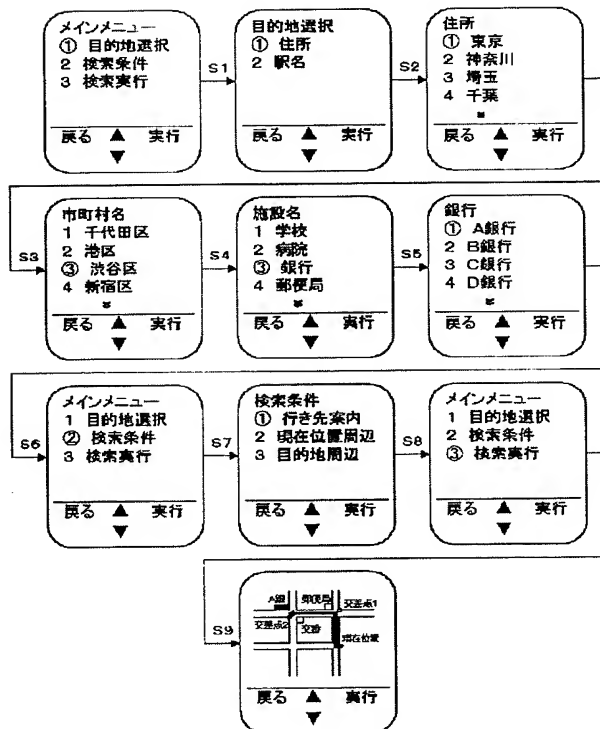 メインメニュー
① 目的地選択
2 検索条件
3 検索実行
戻る ▲ 実行
▼
S1
目的地選択
① 住所
2 駅名
戻る ▲ 実行
▼
S2
住所
① 東京
2 神奈川
3 埼玉
4 千葉
戻る ▲ 実行
▼
S3
市町村名
1 千代田区
2 港区
③ 渋谷区
4 新宿区
戻る ▲ 実行
▼
S4
施設名
1 学校
2 病院
③ 銀行
4 郵便局
戻る ▲ 実行
▼
S5
銀行
① A銀行
2 B銀行
3 C銀行
4 D銀行
戻る ▲ 実行
▼
S6
メインメニュー
1 目的地選択
② 検索条件
3 検索実行
戻る ▲ 実行
▼
S7
検索条件
① 行き先案内
2 現在位置周辺
3 目的地周辺
戻る ▲ 実行
▼
S8
メインメニュー
1 目的地選択
2 検索条件
③ 検索実行
戻る ▲ 実行
▼
S9
A銀 郵便局 交差点1
交差点2 交番 現在位置
戻る ▲ 実行
▼